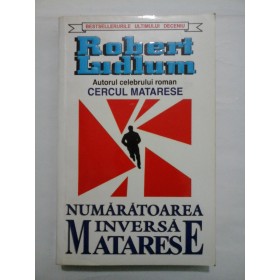 BESTSELLERURILE ULTIMULUI DECENIU
Robert
Ludlum
Autorul celebrului roman
CERCUL MATARESE
NUMĂRĂTOAREA
INVERSĂ
MATARESE